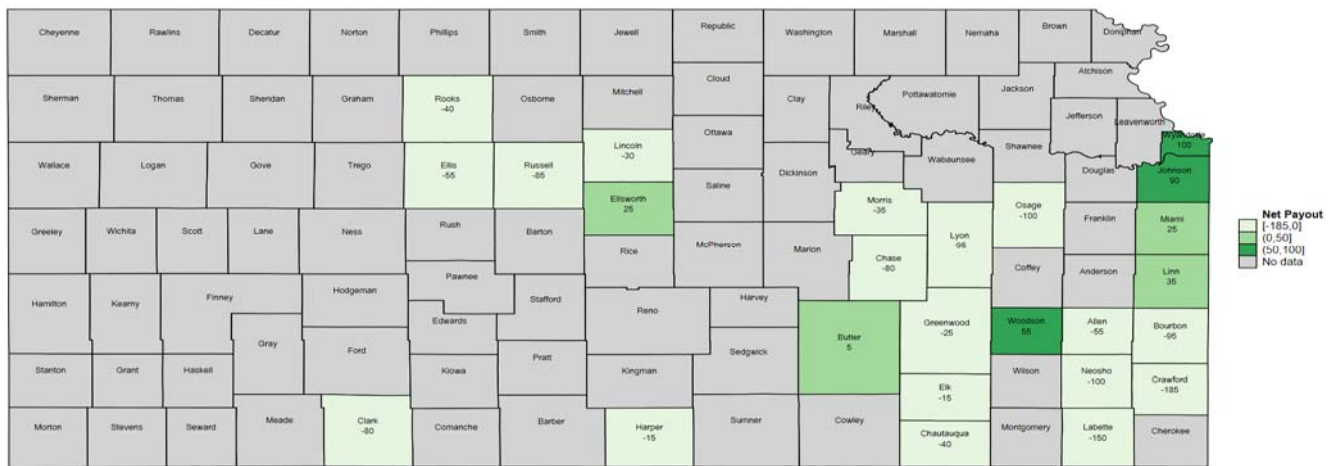 Cheyenne
Rawlins
Decatur
Norton
Phillips
Smith
Jewell
Republic
Washington
Marshall
Nemaha
Brown
Doniphan
Sherman
Thomas
Sheridan
Graham
Rooks
-40
Osborne
Mitchell
Cloud
Clay
Riley
Pottawatomie
Jackson
Atchison
Jefferson
Leavenworth
Wyandotte
100
Wallace
Logan
Gove
Trego
Ellis
-55
Russell
-85
Lincoln
-30
Ottawa
Geary
Wabaunsee
Shawnee
Douglas
Johnson
90
Ellsworth
25
Saline
Dickinson
Morris
-35
Lyon
-95
Osage
-100
Franklin
Miami
25
Greeley
Wichita
Scott
Lane
Ness
Rush
Barton
Rice
McPherson
Marion
Chase
-80
Coffey
Anderson
Linn
35
Hamilton
Kearny
Finney
Hodgeman
Pawnee
Stafford
Reno
Harvey
Gray
Ford
Edwards
Pratt
Kiowa
Kingman
Sedgwick
Butler
5
Greenwood
-25
Woodson
55
Allen
-55
Bourbon
-95
Stanton
Grant
Haskell
Elk
-15
Wilson
Neosho
-100
Crawford
-185
Morton
Stevens
Seward
Meade
Clark
-80
Comanche
Barber
Harper
-15
Sumner
Cowley
Chautauqua
-40
Montgomery
Labette
-150
Cherokee
Net Payout
[-185,0]
(0,50]
(50,100]
No data